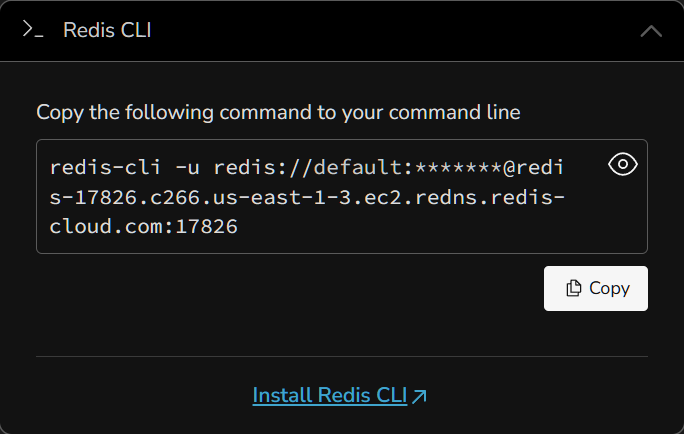 >_ Redis CLI
Copy the following command to your command line
redis-cli -u redis://default:*******@redi
s-17826.c266.us-east-1-3.ec2.redns.redis-
cloud.com:17826
Copy
Install Redis CLI